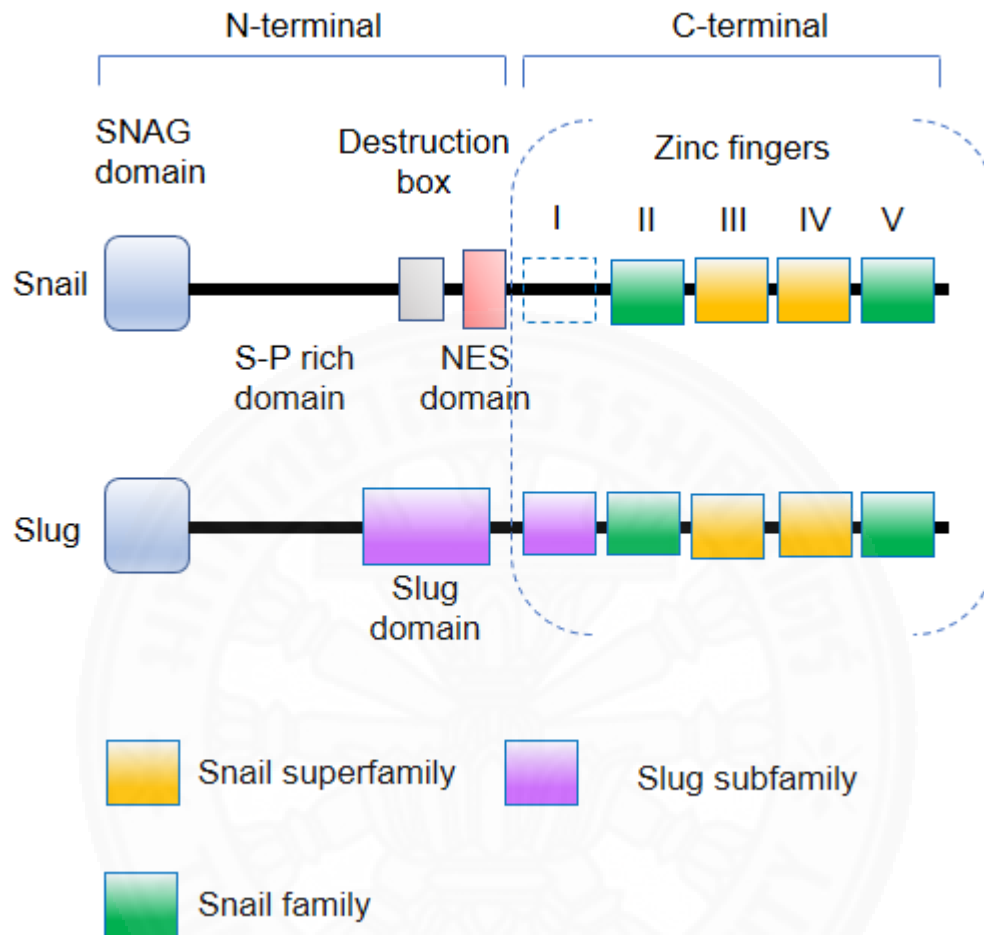 N-terminal
C-terminal
SNAG
domain
Destruction
box
Zinc fingers
I
II
III
IV
V
Snail
S-P rich
domain
NES
domain
Slug
Slug
domain
Snail superfamily
Slug subfamily
Snail family